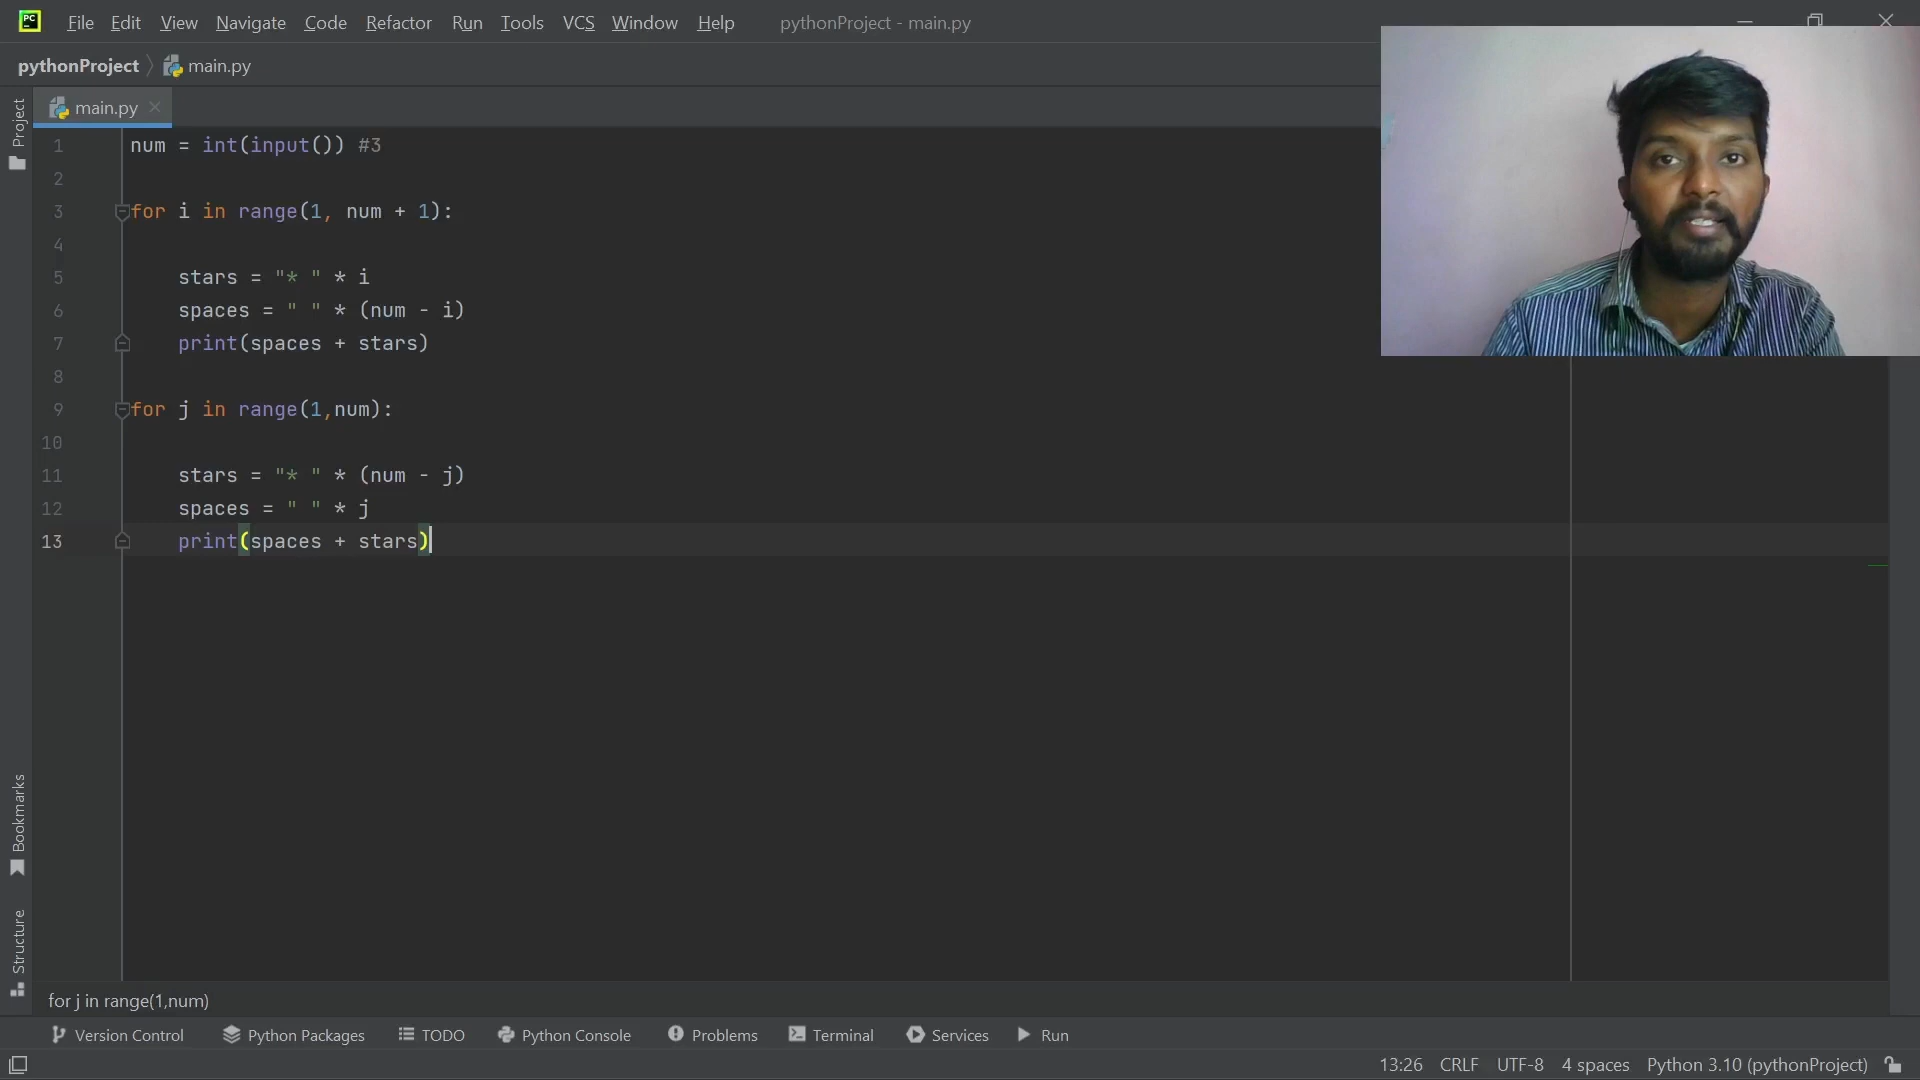 PC File Edit View Navigate Code Refactor Run Tools VCS Window Help pythonProject - main.py
pythonProject main.py
main.py
Project
1 num = int(input()) #3
2
3 for i in range(1, num + 1):
4
5 stars = "* " * i
6 spaces = " " * (num - i)
7 print(spaces + stars)
8
9 for j in range(1,num):
10
11 stars = "* " * (num - j)
12 spaces = " " * j
13 print(spaces + stars)
Bookmarks
Structure
for j in range(1,num)
Version Control Python Packages TODO Python Console Problems Terminal Services Run
13:26 CRLF UTF-8 4 spaces Python 3.10 (pythonProject)